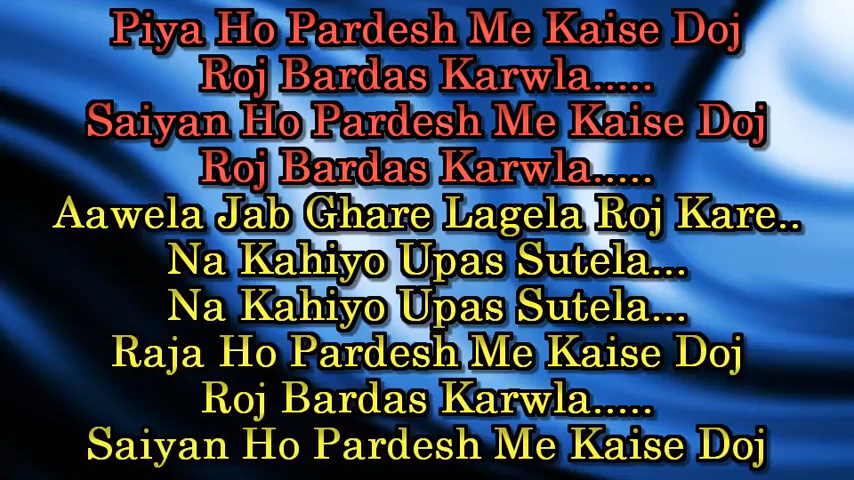 Piya Ho Pardesh Me Kaise Doj
Roj Bardas Karwla.....
Saiyan Ho Pardesh Me Kaise Doj
Roj Bardas Karwla.....
Aawela Jab Ghare Lagela Roj Kare..
Na Kahiyo Upas Sutela...
Na Kahiyo Upas Sutela...
Raja Ho Pardesh Me Kaise Doj
Roj Bardas Karwla.....
Saiyan Ho Pardesh Me Kaise Doj